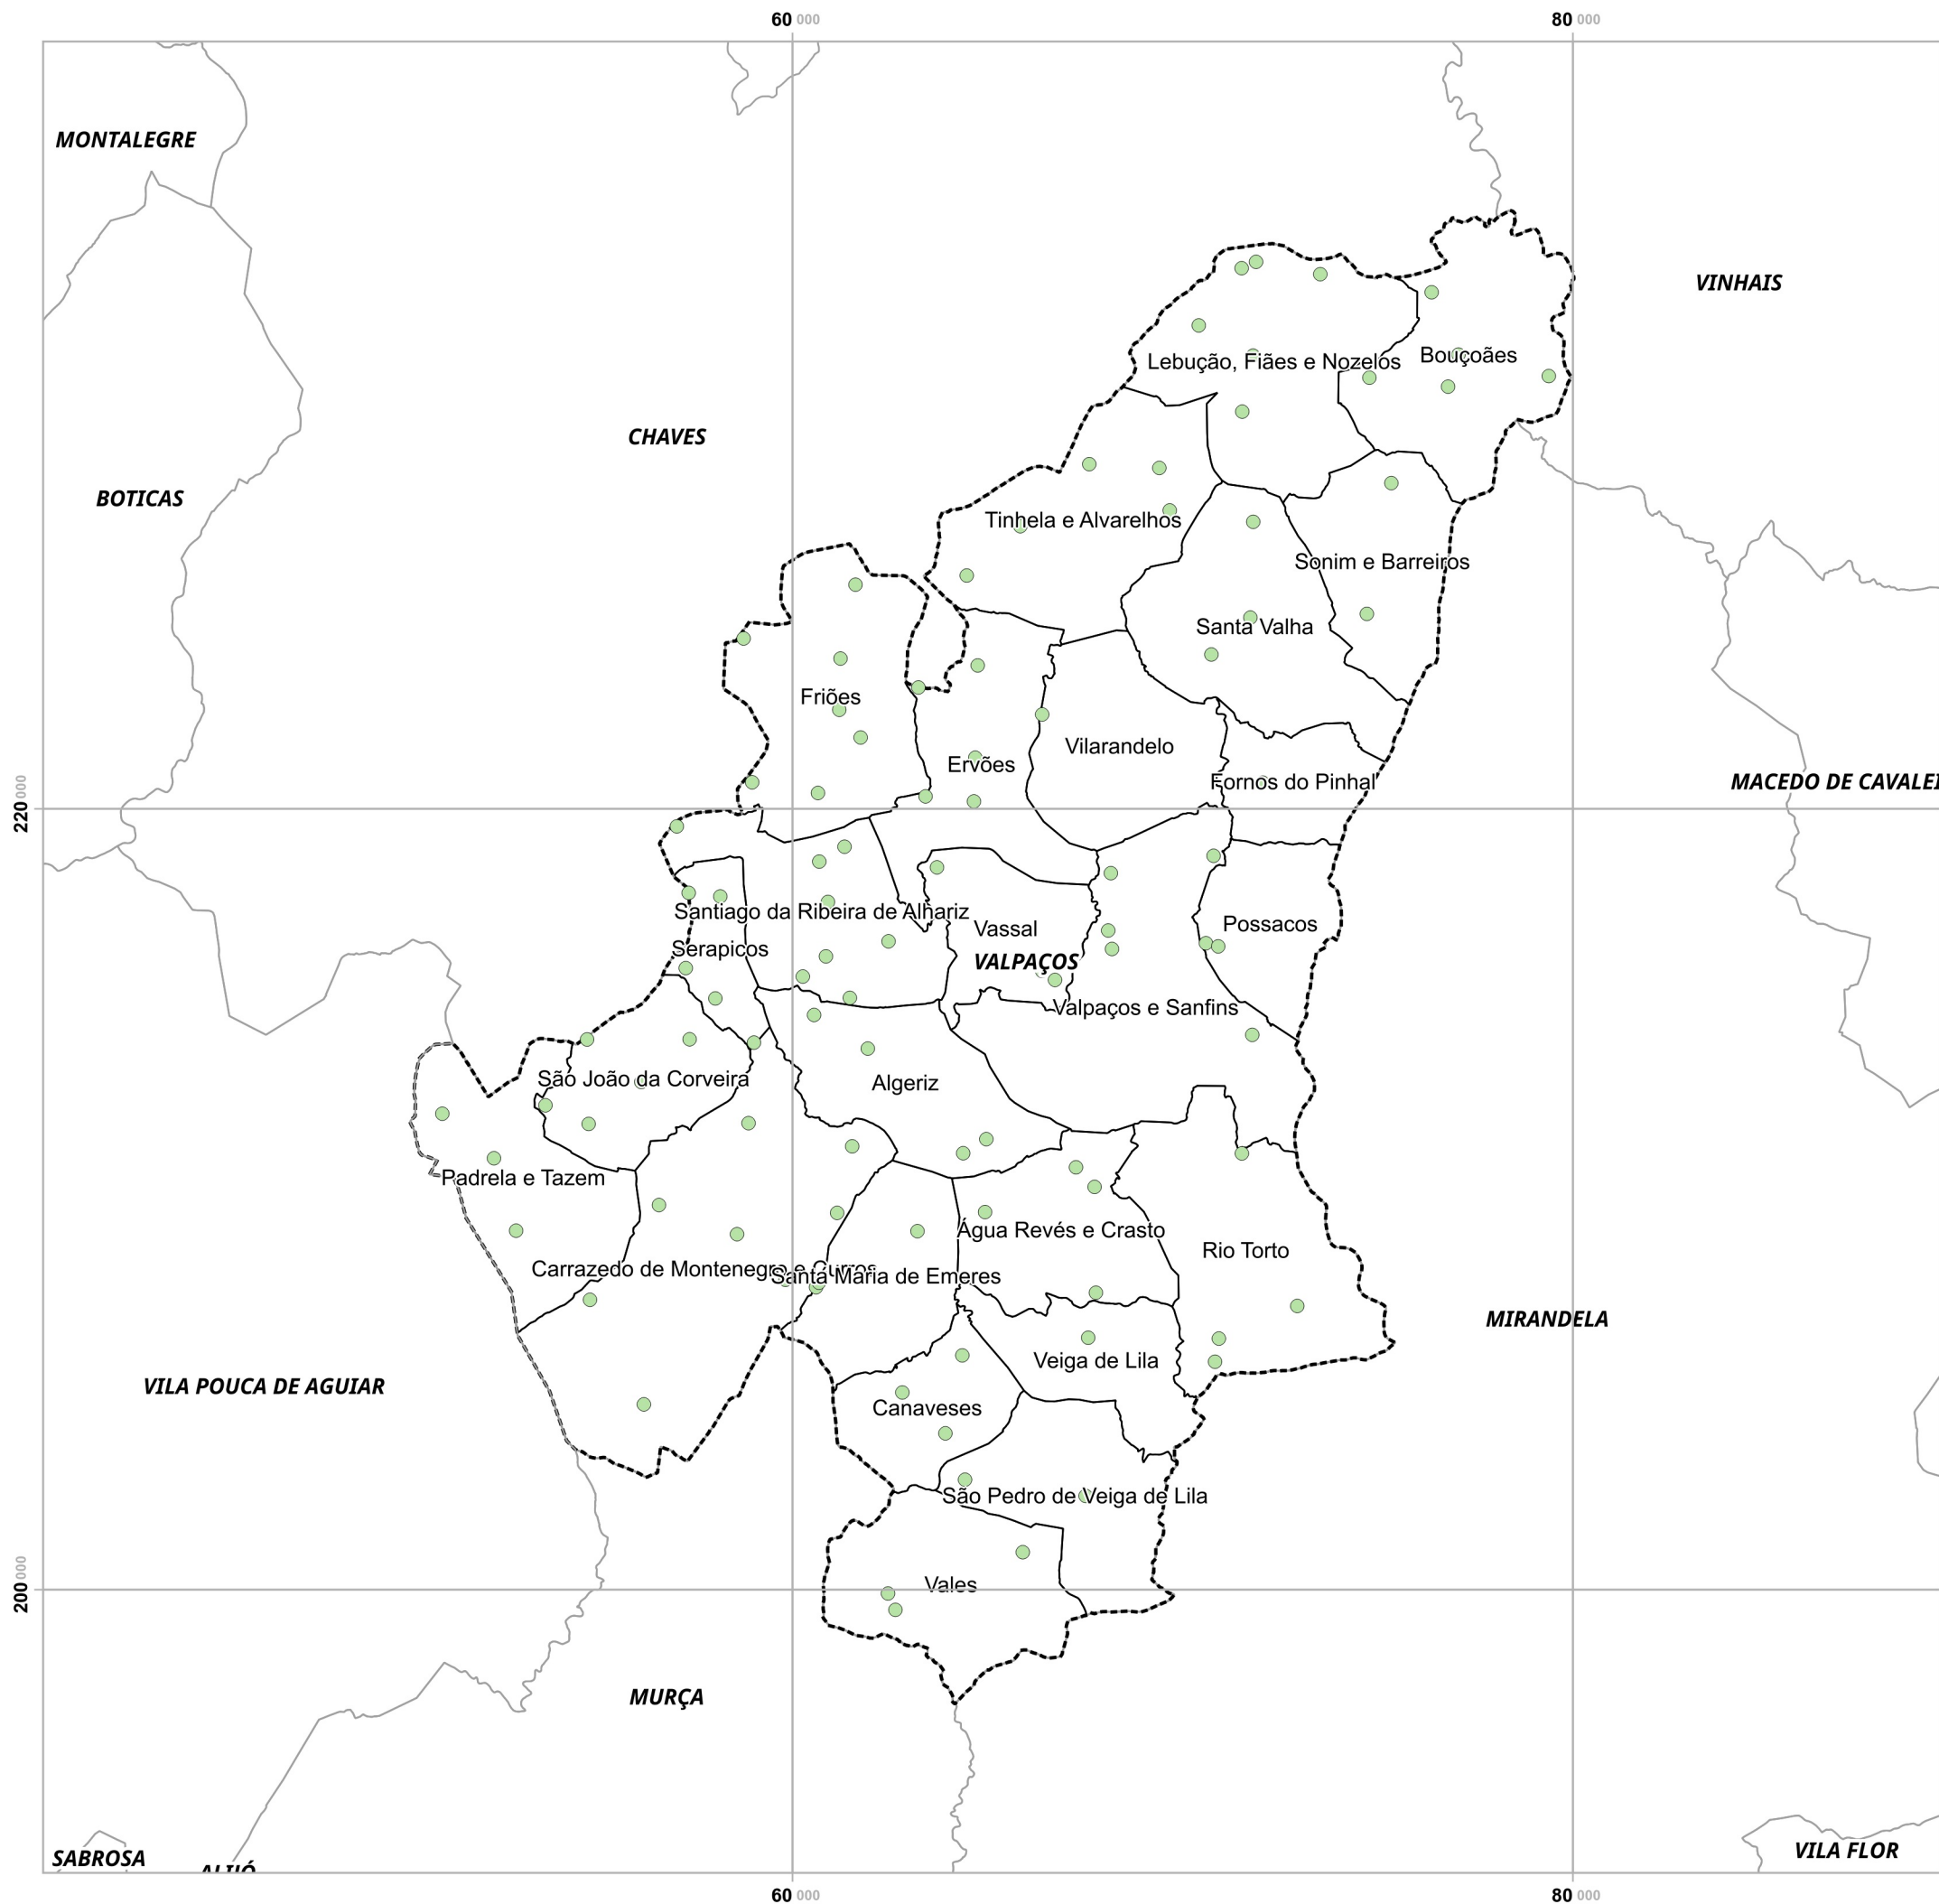 60 000
80 000
MONTALEGRE
VINHAIS
Lebução, Fiães e Nozelos
Bouçoães
CHAVES
BOTICAS
Tinhela e Alvarelhos
Sonim e Barreiros
Santa Valha
Friões
Vilarandelo
Ervões
Fornos do Pinhal
MACEDO DE CAVALEI
220 000
Santiago da Ribeira de Alhariz
Possacos
Vassal
Serapicos
VALPAÇOS
Valpaços e Sanfins
São João da Corveira
Algeriz
Padrela e Tazem
Água Revés e Crasto
Rio Torto
Carrazedo de Montenegro e Curros
Santa Maria de Emeres
MIRANDELA
Veiga de Lila
VILA POUCA DE AGUIAR
Canaveses
São Pedro de Veiga de Lila
Vales
200 000
MURÇA
VILA FLOR
SABROSA
ALIJÓ
60 000
80 000